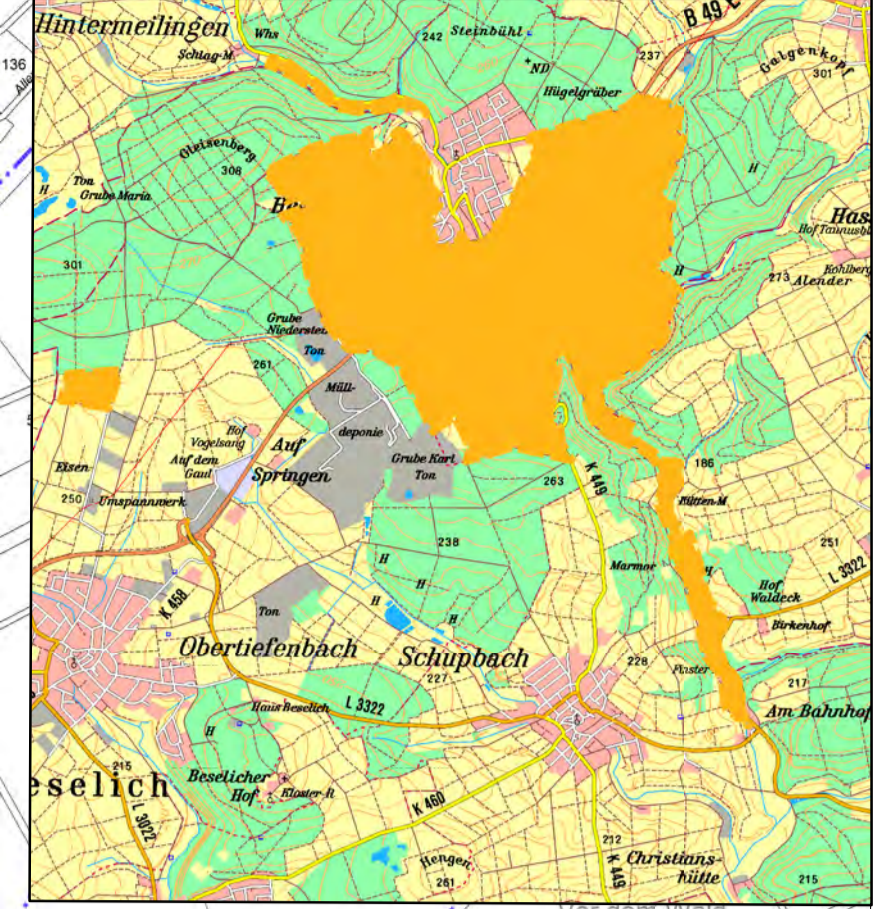 Hintermeilingen
Whs
242
Steinbühl
B 49
Schlag-M
ND
237
Galgenkopf
301
136
Alle
Hügelgräber
Gleisenberg
308
H
H
Ton
Grube Maria
Has
Hof Taunusbl
301
H
273
Alender
Kohlberg
Grube
Niederstei
Ton
261
Müll-
deponie
Hof
Vogelsang
Auf
Springen
Auf dem
Gaul
Grube Karl
Ton
Eisen
250
Umspannwerk
263
K 449
186
Hütten-M
238
251
H
H
H
H
Marmor
Hof
Waldeck
L 3322
Birkenhof
K 458
Ton
Obertiefenbach
Schupbach
227
228
217
Haus Beselich
L 3322
Am Bahnhof
H
215
eselich
Beselicher
Hof
Kloster-R
K 460
L 3022
Hengen
261
212
K 449
Christians-
hütte
215